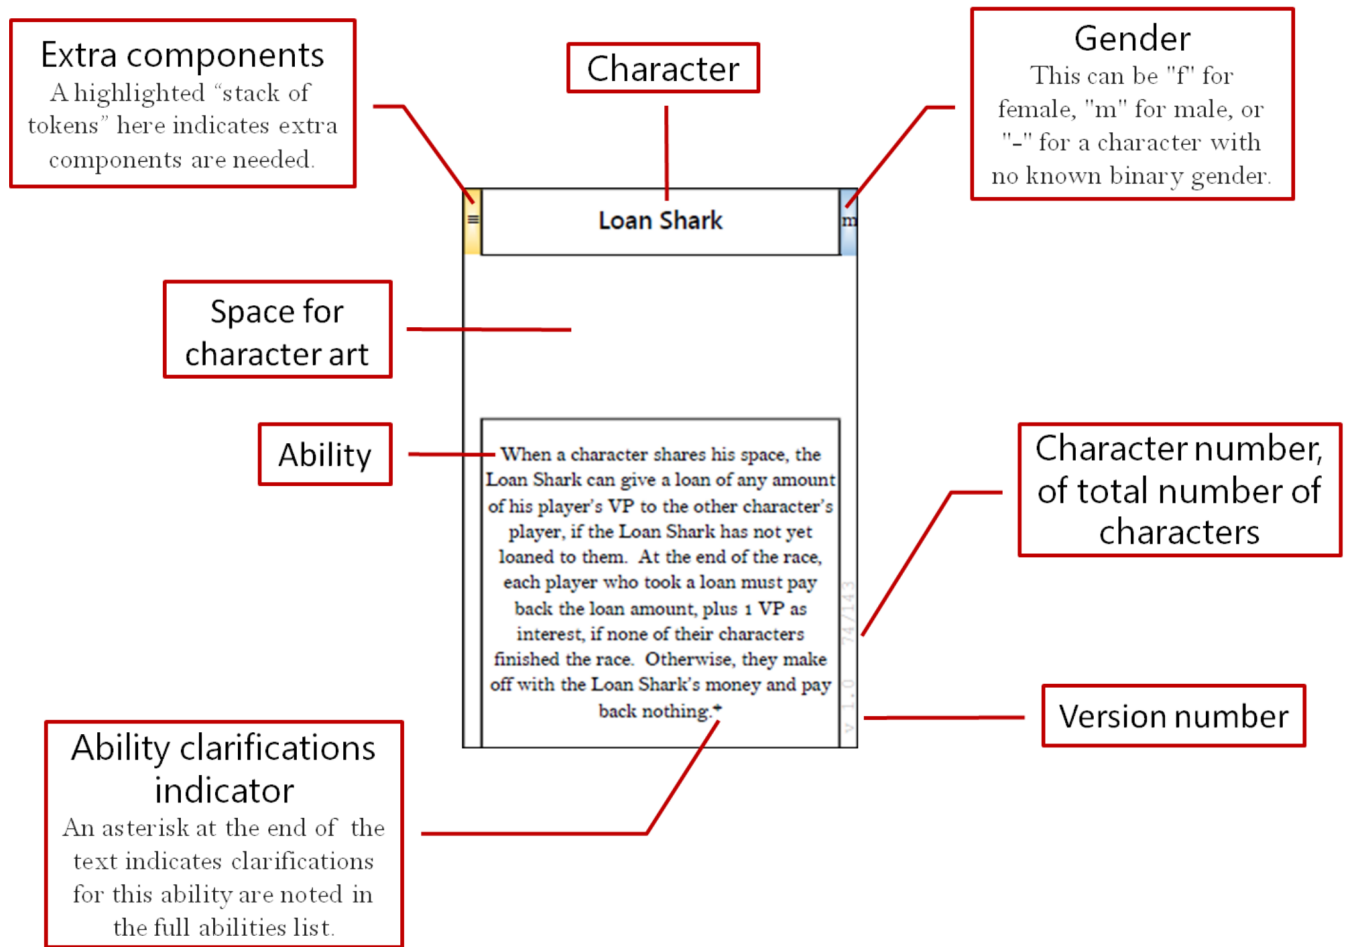 Extra components
A highlighted “stack of
tokens” here indicates extra
components are needed.
Character
Gender
This can be "f" for
female, "m" for male, or
"-" for a character with
no known binary gender.
≡
Loan Shark
m
Space for
character art
Ability
When a character shares his space, the
Loan Shark can give a loan of any amount
of his player's VP to the other character's
player, if the Loan Shark has not yet
loaned to them. At the end of the race,
each player who took a loan must pay
back the loan amount, plus 1 VP as
interest, if none of their characters
finished the race. Otherwise, they make
off with the Loan Shark's money and pay
back nothing.*
Character number,
of total number of
characters
v 1.0 74/143
Version number
Ability clarifications
indicator
An asterisk at the end of the
text indicates clarifications
for this ability are noted in
the full abilities list.